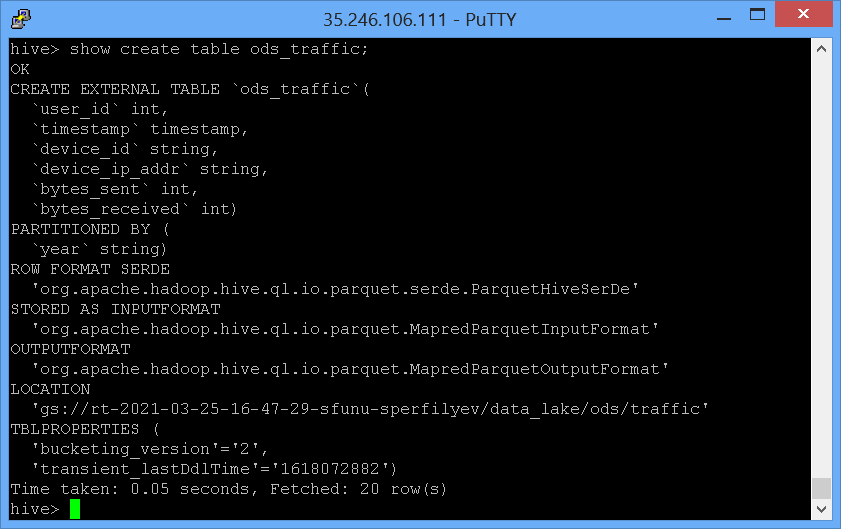 35.246.106.111 - PuTTY
hive> show create table ods_traffic;
OK
CREATE EXTERNAL TABLE `ods_traffic`(
  `user_id` int,
  `timestamp` timestamp,
  `device_id` string,
  `device_ip_addr` string,
  `bytes_sent` int,
  `bytes_received` int)
PARTITIONED BY (
  `year` string)
ROW FORMAT SERDE
  'org.apache.hadoop.hive.ql.io.parquet.serde.ParquetHiveSerDe'
STORED AS INPUTFORMAT
  'org.apache.hadoop.hive.ql.io.parquet.MapredParquetInputFormat'
OUTPUTFORMAT
  'org.apache.hadoop.hive.ql.io.parquet.MapredParquetOutputFormat'
LOCATION
  'gs://rt-2021-03-25-16-47-29-sfunu-sperfilyev/data_lake/ods/traffic'
TBLPROPERTIES (
  'bucketing_version'='2',
  'transient_lastDdlTime'='1618072882')
Time taken: 0.05 seconds, Fetched: 20 row(s)
hive>